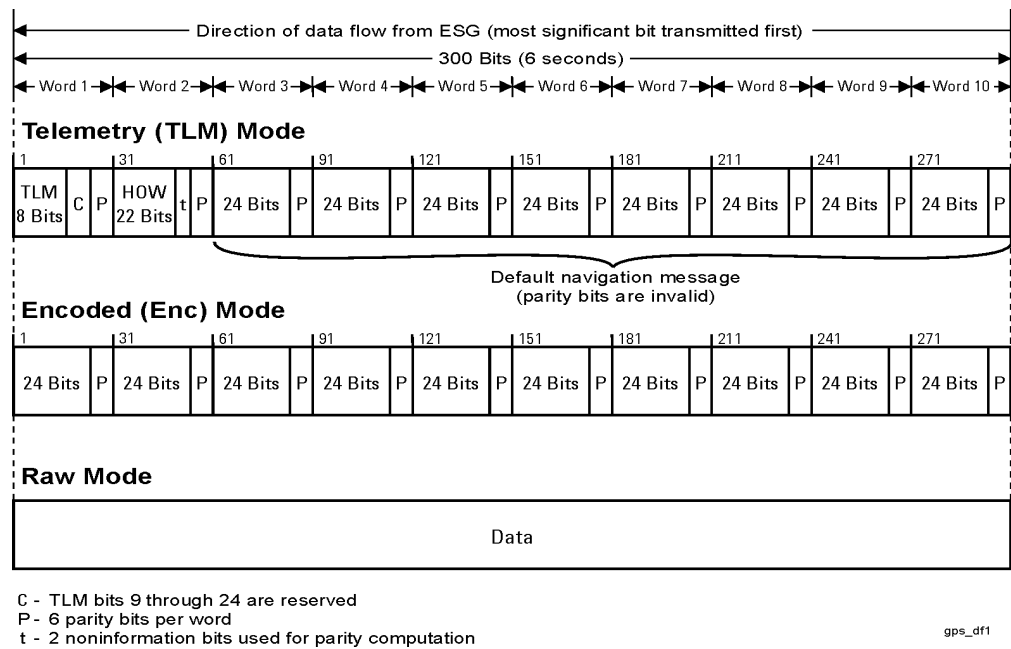 Direction of data flow from ESG (most significant bit transmitted first)
300 Bits (6 seconds)
Word 1 Word 2 Word 3 Word 4 Word 5 Word 6 Word 7 Word 8 Word 9 Word 10
Telemetry (TLM) Mode
1 31 61 91 121 151 181 211 241 271
TLM 8 Bits C P HOW 22 Bits t P 24 Bits P 24 Bits P 24 Bits P 24 Bits P 24 Bits P 24 Bits P 24 Bits P 24 Bits P
Default navigation message
(parity bits are invalid)
Encoded (Enc) Mode
1 31 61 91 121 151 181 211 241 271
24 Bits P 24 Bits P 24 Bits P 24 Bits P 24 Bits P 24 Bits P 24 Bits P 24 Bits P 24 Bits P 24 Bits P
Raw Mode
Data
C - TLM bits 9 through 24 are reserved
P - 6 parity bits per word
t - 2 noninformation bits used for parity computation
gps_df1